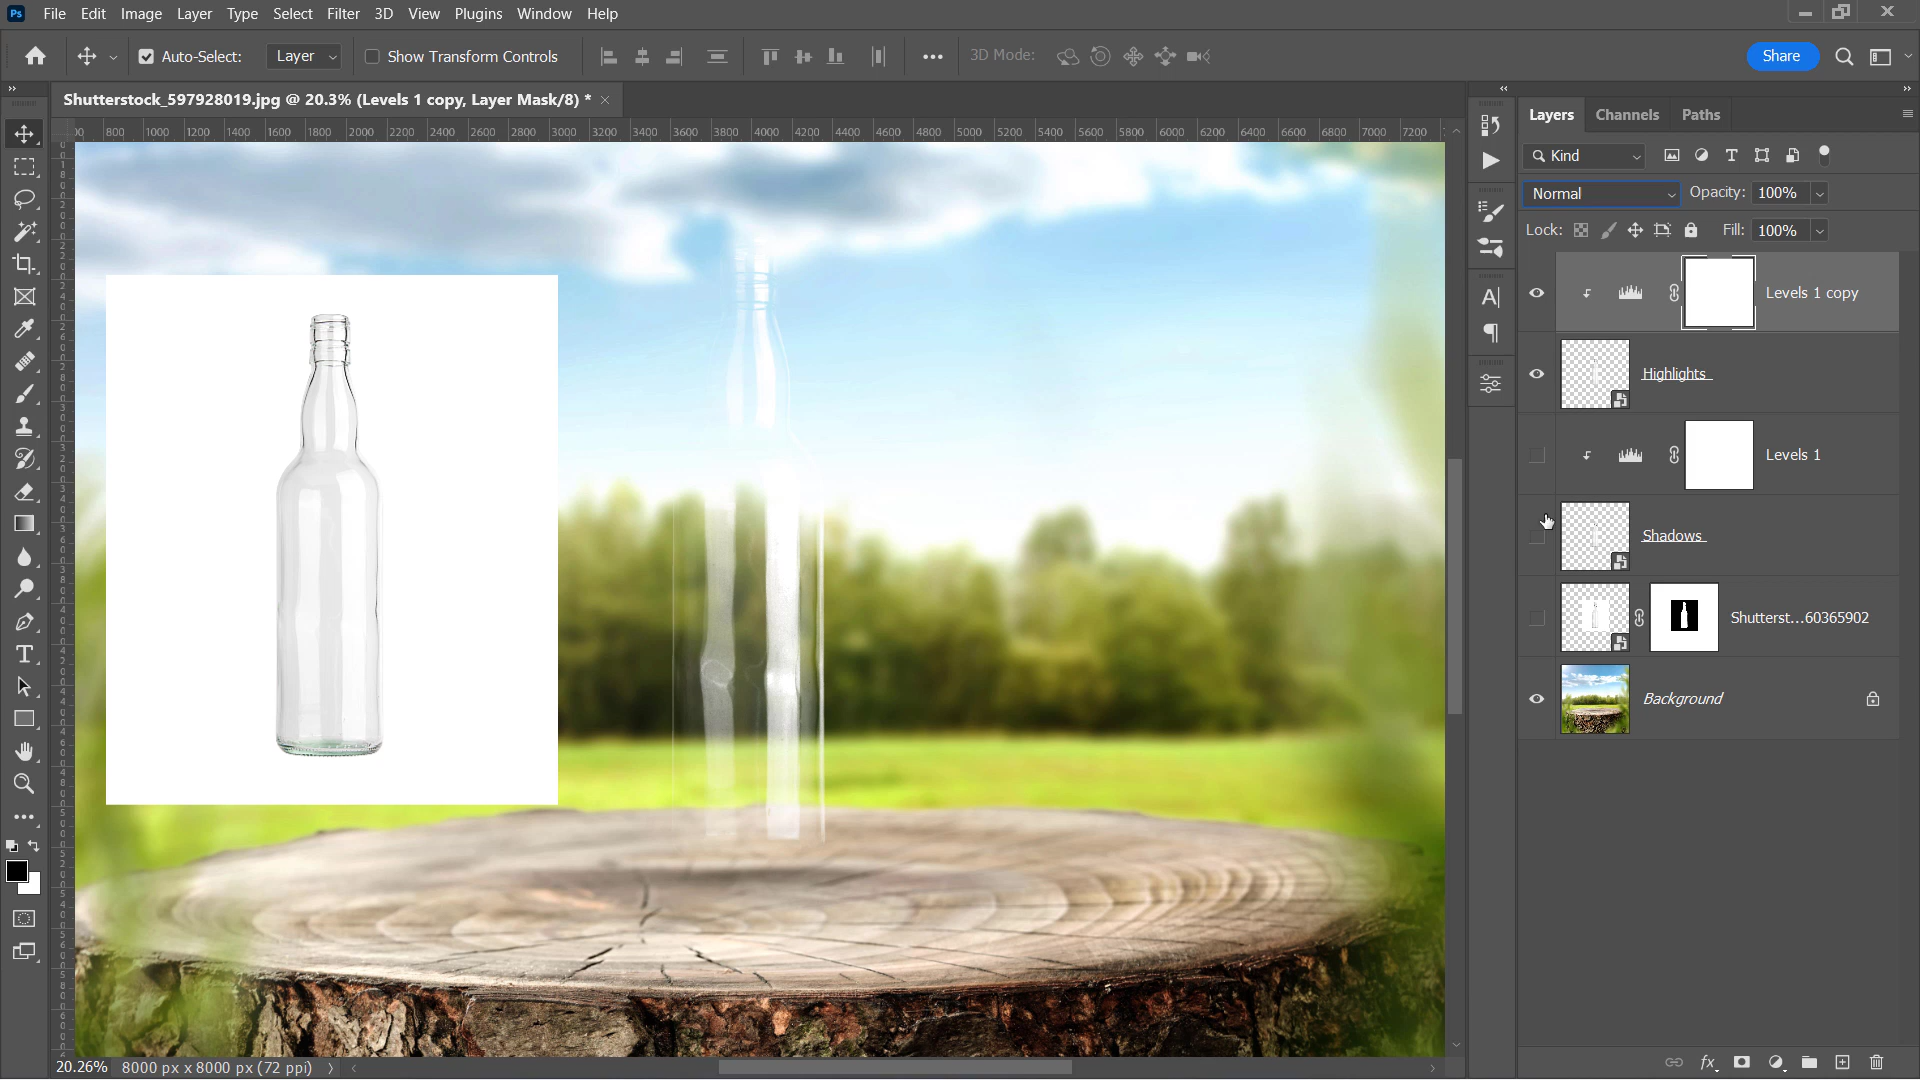 Ps File Edit Image Layer Type Select Filter 3D View Plugins Window Help
Auto-Select: Layer Show Transform Controls 3D Mode: Share
Shutterstock_597928019.jpg @ 20.3% (Levels 1 copy, Layer Mask/8) *
800 1000 1200 1400 1600 1800 2000 2200 2400 2600 2800 3000 3200 3400 3600 3800 4000 4200 4400 4600 4800 5000 5200 5400 5600 5800 6000 6200 6400 6600 6800 7000 7200
Layers Channels Paths
Kind
Normal Opacity: 100%
Lock: Fill: 100%
Levels 1 copy
Highlights
Levels 1
Shadows
Shutterst...60365902
Background
20.26% 8000 px x 8000 px (72 ppi)